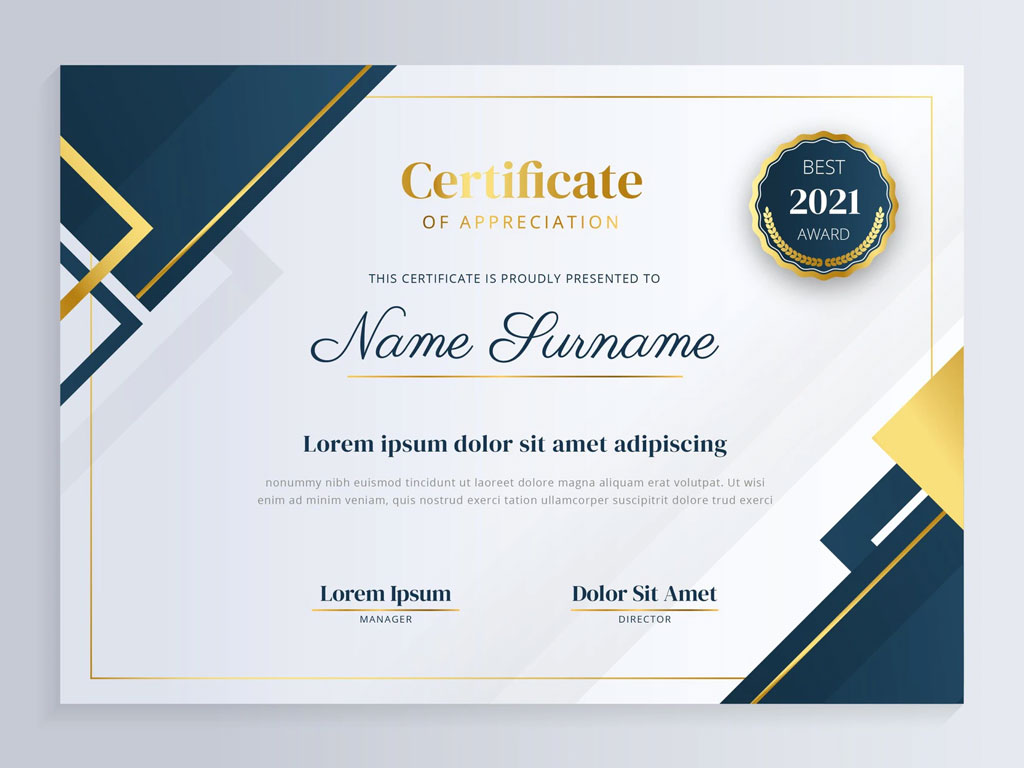 Certificate
OF APPRECIATION
BEST
2021
AWARD
THIS CERTIFICATE IS PROUDLY PRESENTED TO
Name Surname
Lorem ipsum dolor sit amet adipiscing
nonummy nibh euismod tincidunt ut laoreet dolore magna aliquam erat volutpat. Ut wisi
enim ad minim veniam, quis nostrud exerci tation ullamcorper suscipitrit dolore trud exerci
Lorem Ipsum
MANAGER
Dolor Sit Amet
DIRECTOR